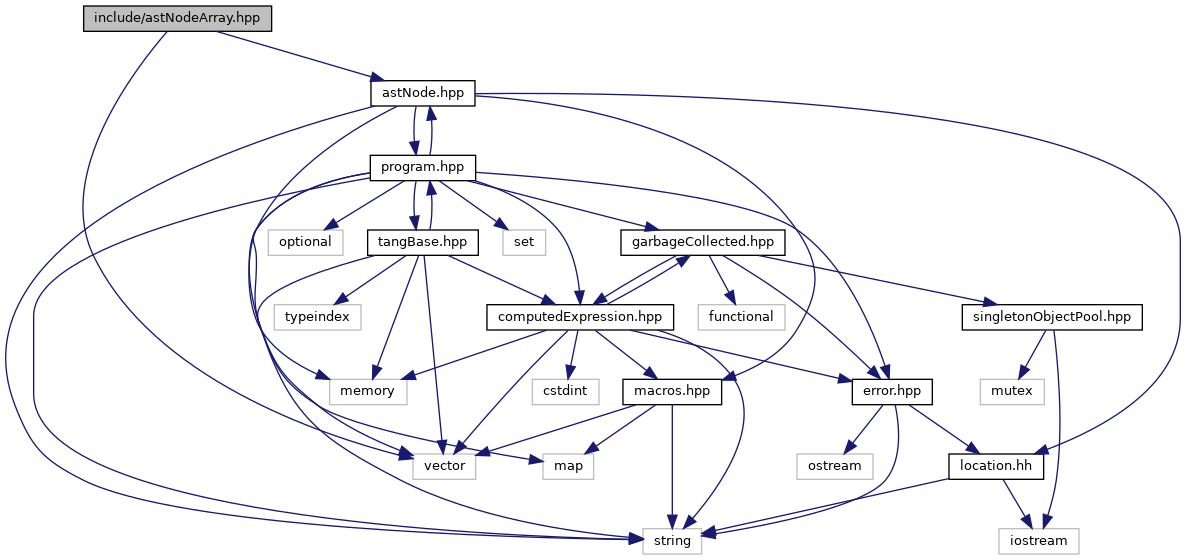 include/astNodeArray.hpp
astNode.hpp
program.hpp
optional
tangBase.hpp
set
garbageCollected.hpp
typeindex
computedExpression.hpp
functional
singletonObjectPool.hpp
memory
cstdint
macros.hpp
error.hpp
mutex
vector
map
ostream
location.hh
string
iostream